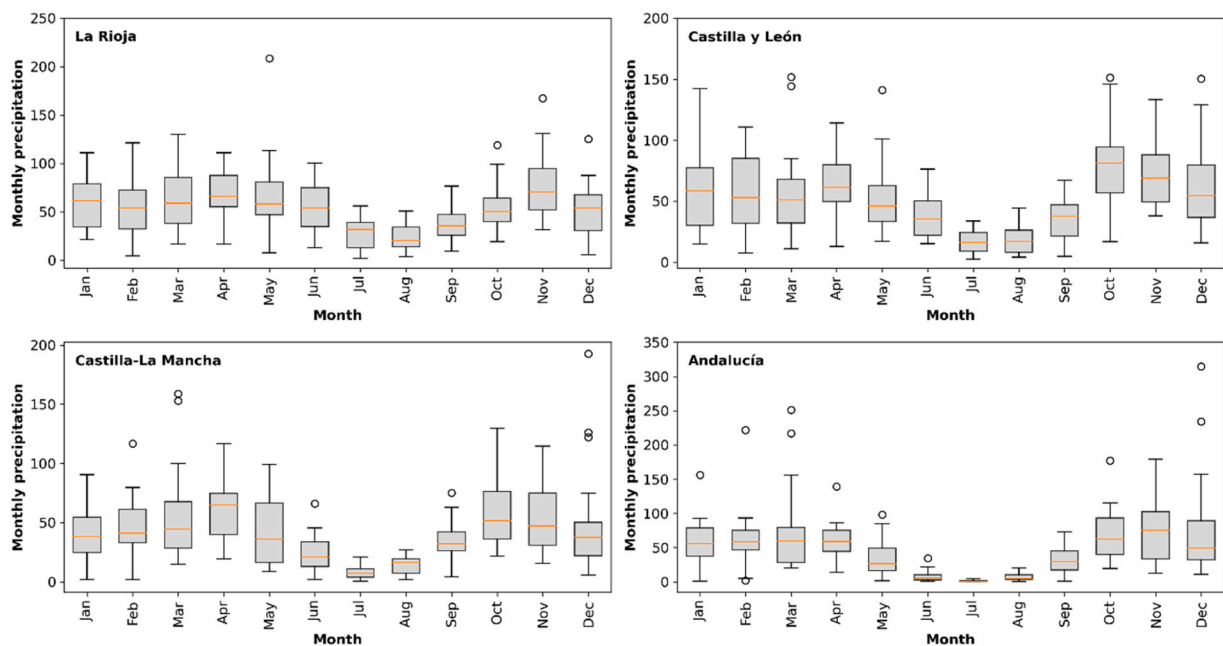 La Rioja
Monthly precipitation
250
200
150
100
50
0
Jan
Feb
Mar
Apr
May
Jun
Jul
Aug
Sep
Oct
Nov
Dec
Month
Castilla y León
Monthly precipitation
200
150
100
50
0
Jan
Feb
Mar
Apr
May
Jun
Jul
Aug
Sep
Oct
Nov
Dec
Month
Castilla-La Mancha
Monthly precipitation
200
150
100
50
0
Jan
Feb
Mar
Apr
May
Jun
Jul
Aug
Sep
Oct
Nov
Dec
Month
Andalucía
Monthly precipitation
350
300
250
200
150
100
50
0
Jan
Feb
Mar
Apr
May
Jun
Jul
Aug
Sep
Oct
Nov
Dec
Month